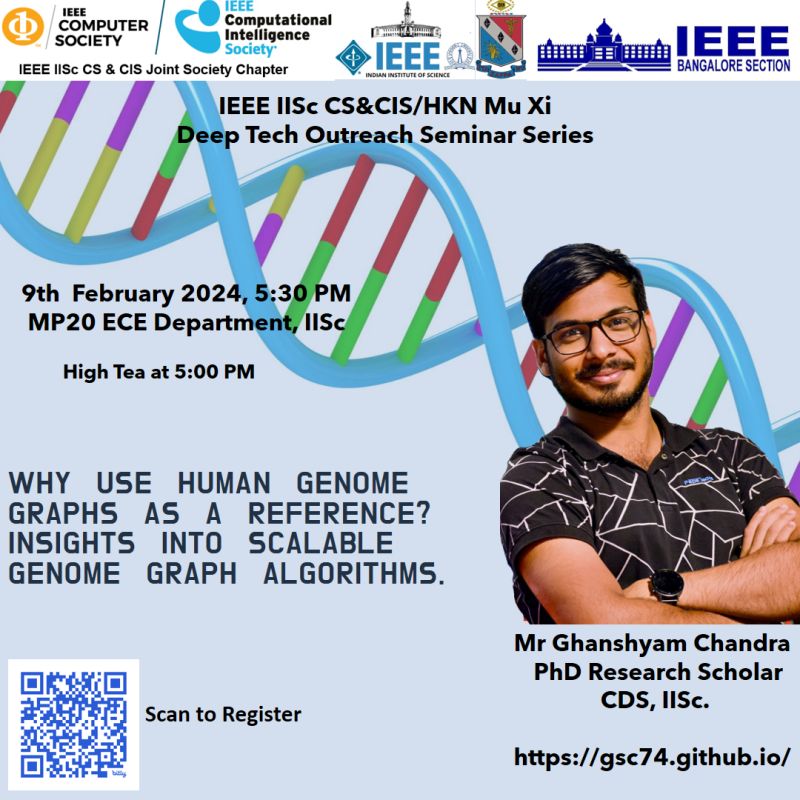 IEEE
COMPUTER
SOCIETY
IEEE
Computational
Intelligence
Society
IEEE IISc CS & CIS Joint Society Chapter
IEEE
INDIAN INSTITUTE OF SCIENCE
IEEE
BANGALORE SECTION
IEEE IISc CS&CIS/HKN Mu Xi
Deep Tech Outreach Seminar Series
9th February 2024, 5:30 PM
MP20 ECE Department, IISc
High Tea at 5:00 PM
WHY USE HUMAN GENOME
GRAPHS AS A REFERENCE?
INSIGHTS INTO SCALABLE
GENOME GRAPH ALGORITHMS.
Mr Ghanshyam Chandra
PhD Research Scholar
CDS, IISc.
https://gsc74.github.io/
Scan to Register
bitly